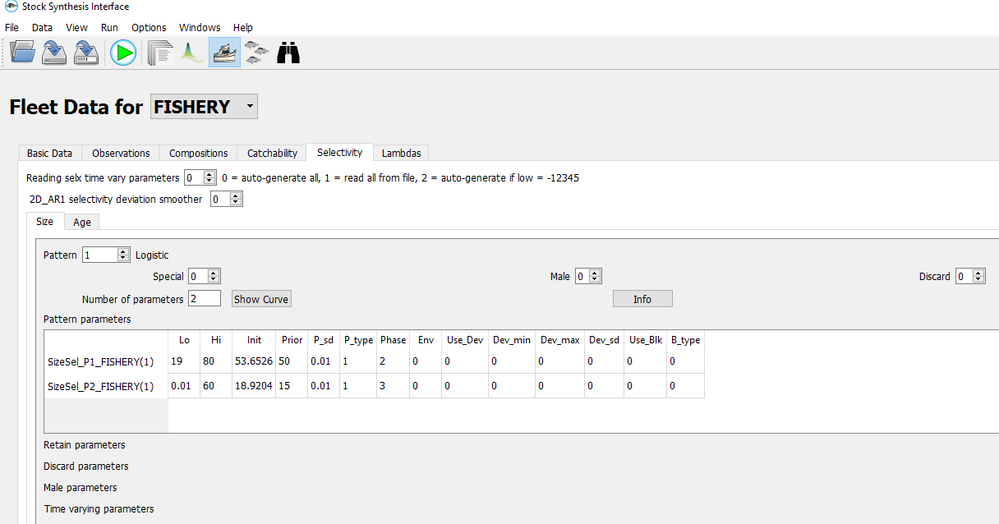 Stock Synthesis Interface
File Data View Run Options Windows Help
Fleet Data for FISHERY
Basic Data Observations Compositions Catchability Selectivity Lambdas
Reading selx time vary parameters 0 0 = auto-generate all, 1 = read all from file, 2 = auto-generate if low = -12345
2D_AR1 selectivity deviation smoother 0
Size Age
Pattern 1 Logistic
Special 0 Male 0 Discard 0
Number of parameters 2 Show Curve Info
Pattern parameters
Lo Hi Init Prior P_sd P_type Phase Env Use_Dev Dev_min Dev_max Dev_sd Use_Blk B_type
SizeSel_P1_FISHERY(1) 19 80 53.6526 50 0.01 1 2 0 0 0 0 0 0 0
SizeSel_P2_FISHERY(1) 0.01 60 18.9204 15 0.01 1 3 0 0 0 0 0 0 0
Retain parameters
Discard parameters
Male parameters
Time varying parameters